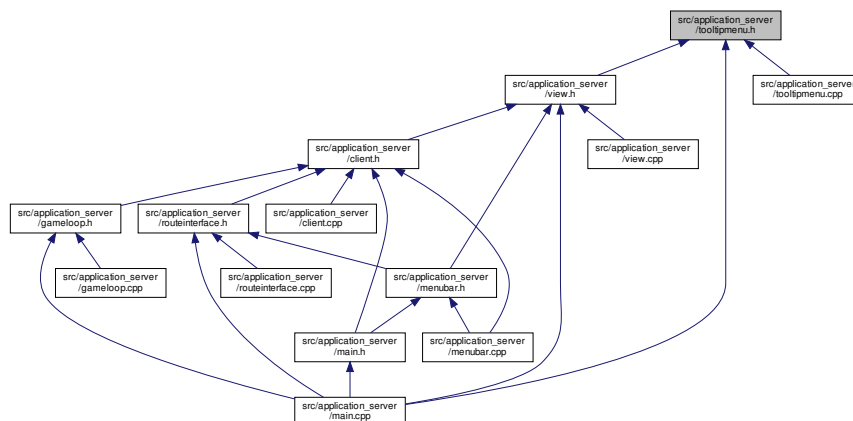 src/application_server
/tooltipmenu.h
src/application_server
/view.h
src/application_server
/tooltipmenu.cpp
src/application_server
/client.h
src/application_server
/view.cpp
src/application_server
/gameloop.h
src/application_server
/routeinterface.h
src/application_server
/client.cpp
src/application_server
/gameloop.cpp
src/application_server
/routeinterface.cpp
src/application_server
/menubar.h
src/application_server
/main.h
src/application_server
/menubar.cpp
src/application_server
/main.cpp